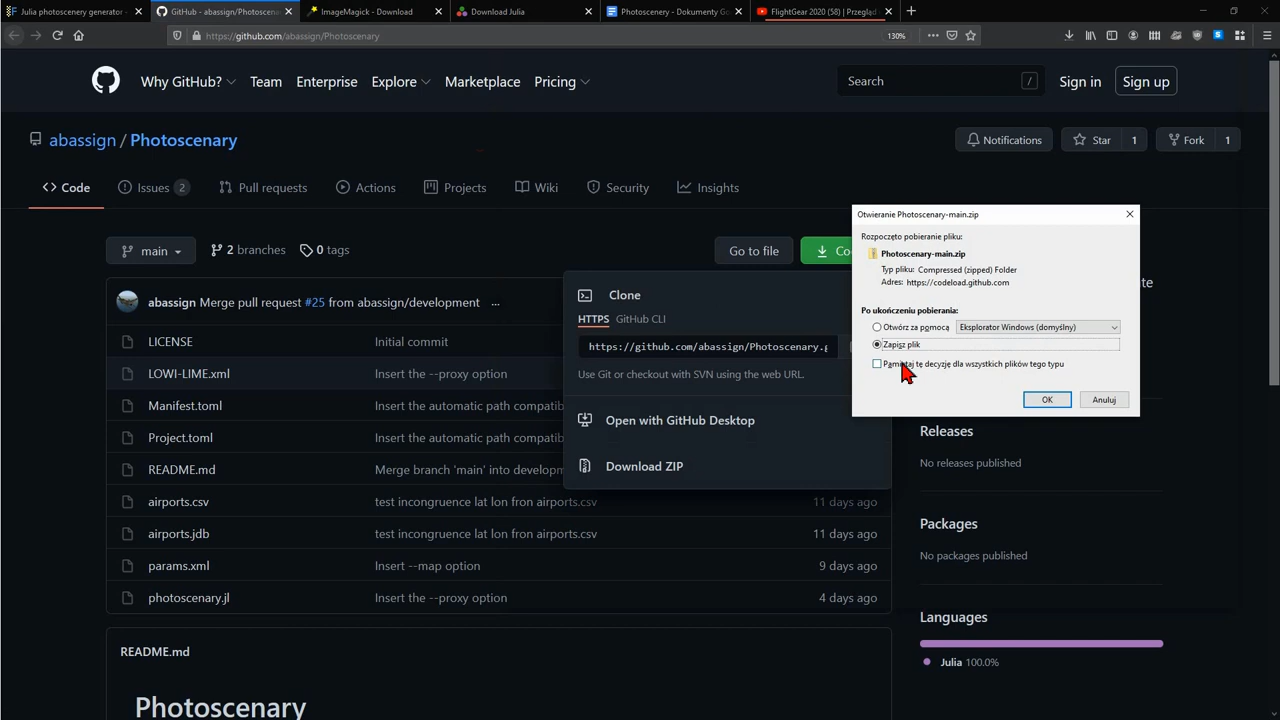 Julia photoscenery generator -
GitHub - abassign/Photoscenar
ImageMagick - Download
Download Julia
Photoscenery - Dokumenty Go
FlightGear 2020 (58) | Przegląd
https://github.com/abassign/Photoscenary
130%
Why GitHub?
Team
Enterprise
Explore
Marketplace
Pricing
Search
/
Sign in
Sign up
abassign / Photoscenary
Notifications
Star
1
Fork
1
Code
Issues
2
Pull requests
Actions
Projects
Wiki
Security
Insights
main
2 branches
0 tags
Go to file
Co
abassign Merge pull request #25 from abassign/development ...
LICENSE
Initial commit
LOWI-LIME.xml
Insert the --proxy option
Manifest.toml
Insert the automatic path combinat
Project.toml
Insert the automatic path combinat
README.md
Merge branch 'main' into developm
airports.csv
test incongruence lat lon fron airports.csv
11 days ago
airports.jdb
test incongruence lat lon fron airports.csv
11 days ago
params.xml
Insert --map option
9 days ago
photoscenary.jl
Insert the --proxy option
4 days ago
Clone
HTTPS
GitHub CLI
https://github.com/abassign/Photoscenary.g
Use Git or checkout with SVN using the web URL.
Open with GitHub Desktop
Download ZIP
Otwieranie Photoscenary-main.zip
Rozpoczęto pobieranie pliku:
Photoscenary-main.zip
Typ pliku: Compressed (zipped) Folder
Adres: https://codeload.github.com
Po ukończeniu pobierania:
Otwórz za pomocą
Eksplorator Windows (domyślny)
Zapisz plik
Pamiętaj tę decyzję dla wszystkich plików tego typu
OK
Anuluj
te
Releases
No releases published
Packages
No packages published
Languages
Julia 100.0%
README.md
Photoscenary